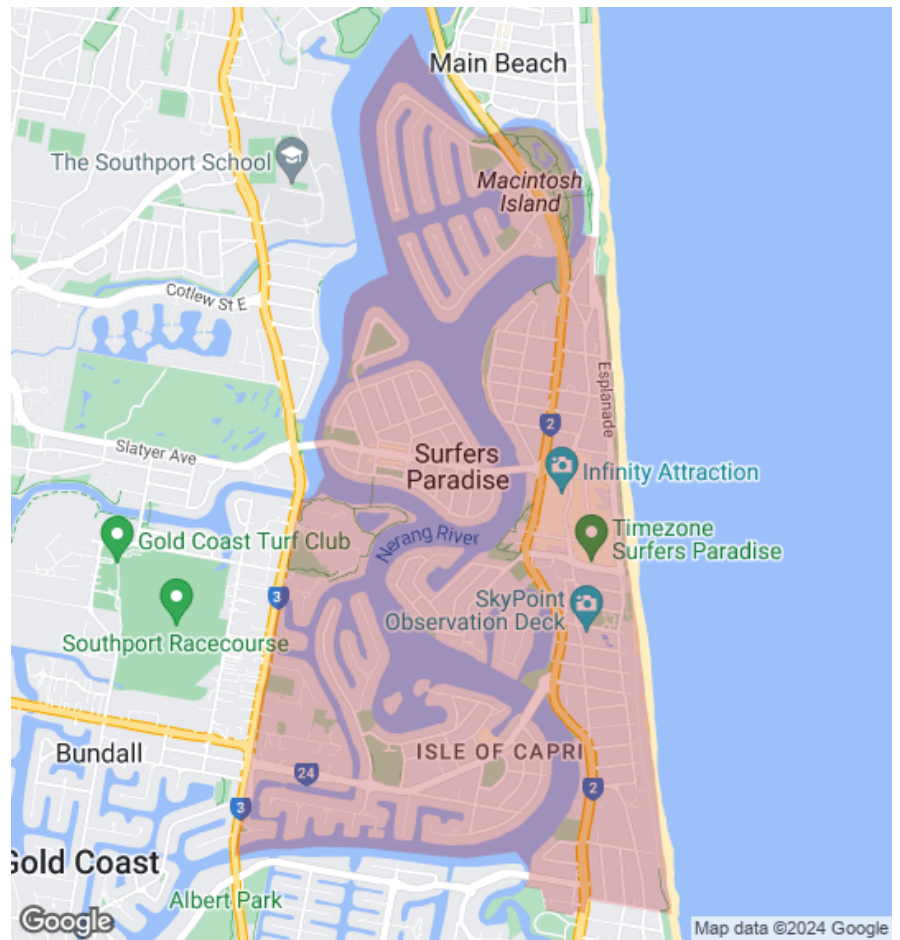 Main Beach
The Southport School
Macintosh
Island
Cotlew St E
Esplanade
2
Slatyer Ave
Surfers
Paradise
Infinity Attraction
Gold Coast Turf Club
Nerang River
Timezone
Surfers Paradise
3
SkyPoint
Observation Deck
Southport Racecourse
Bundall
ISLE OF CAPRI
24
2
3
Gold Coast
Albert Park
Google
Map data ©2024 Google